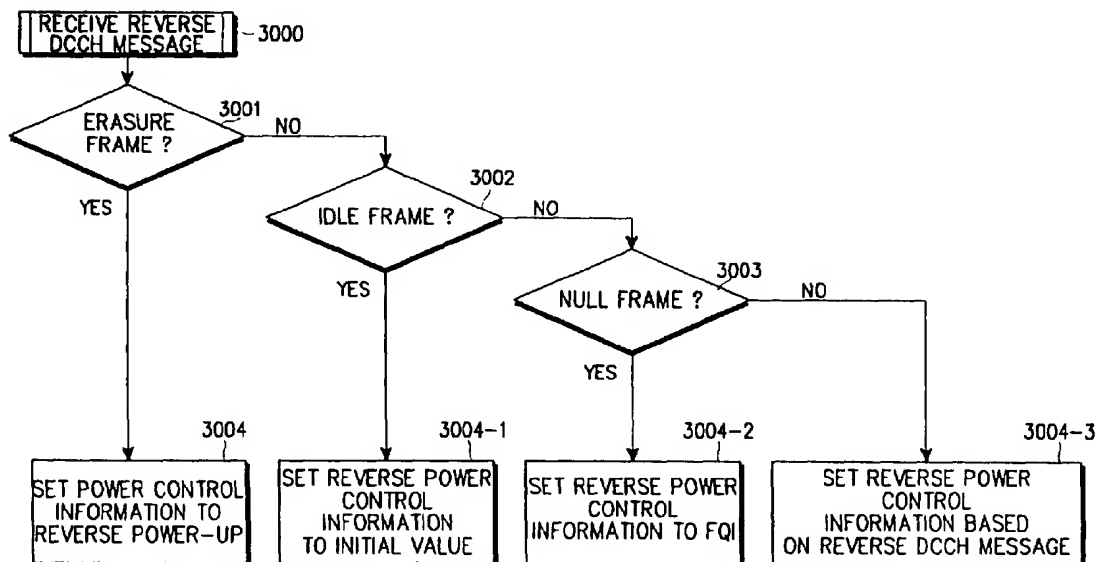 RECEIVE REVERSE
DCCH MESSAGE
3000
ERASURE
FRAME ?
3001
NO
YES
IDLE FRAME ?
3002
NO
YES
NULL FRAME ?
3003
NO
YES
3004
SET POWER CONTROL
INFORMATION TO
REVERSE POWER-UP
3004-1
SET REVERSE POWER
CONTROL
INFORMATION
TO INITIAL VALUE
3004-2
SET REVERSE POWER
CONTROL
INFORMATION TO FQI
3004-3
SET REVERSE POWER
CONTROL
INFORMATION BASED
ON REVERSE DCCH MESSAGE